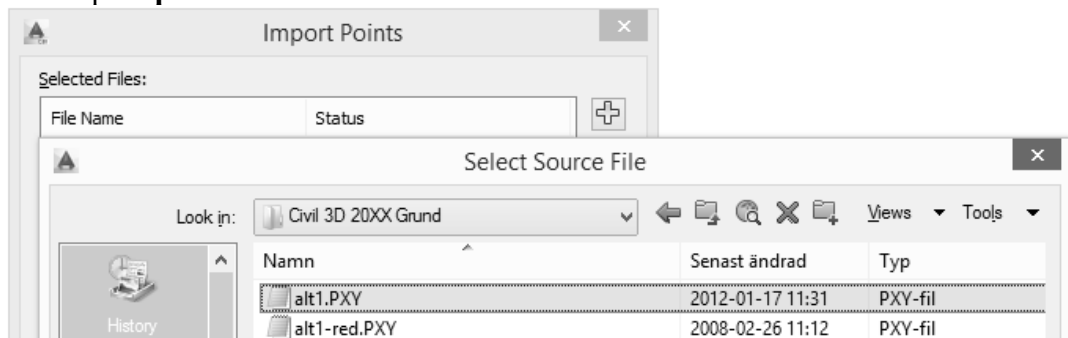 Import Points
Selected Files:
File Name Status
Select Source File
Look in: Civil 3D 20XX Grund Views Tools
Namn Senast ändrad Typ
alt1.PXY 2012-01-17 11:31 PXY-fil
History alt1-red.PXY 2008-02-26 11:12 PXY-fil